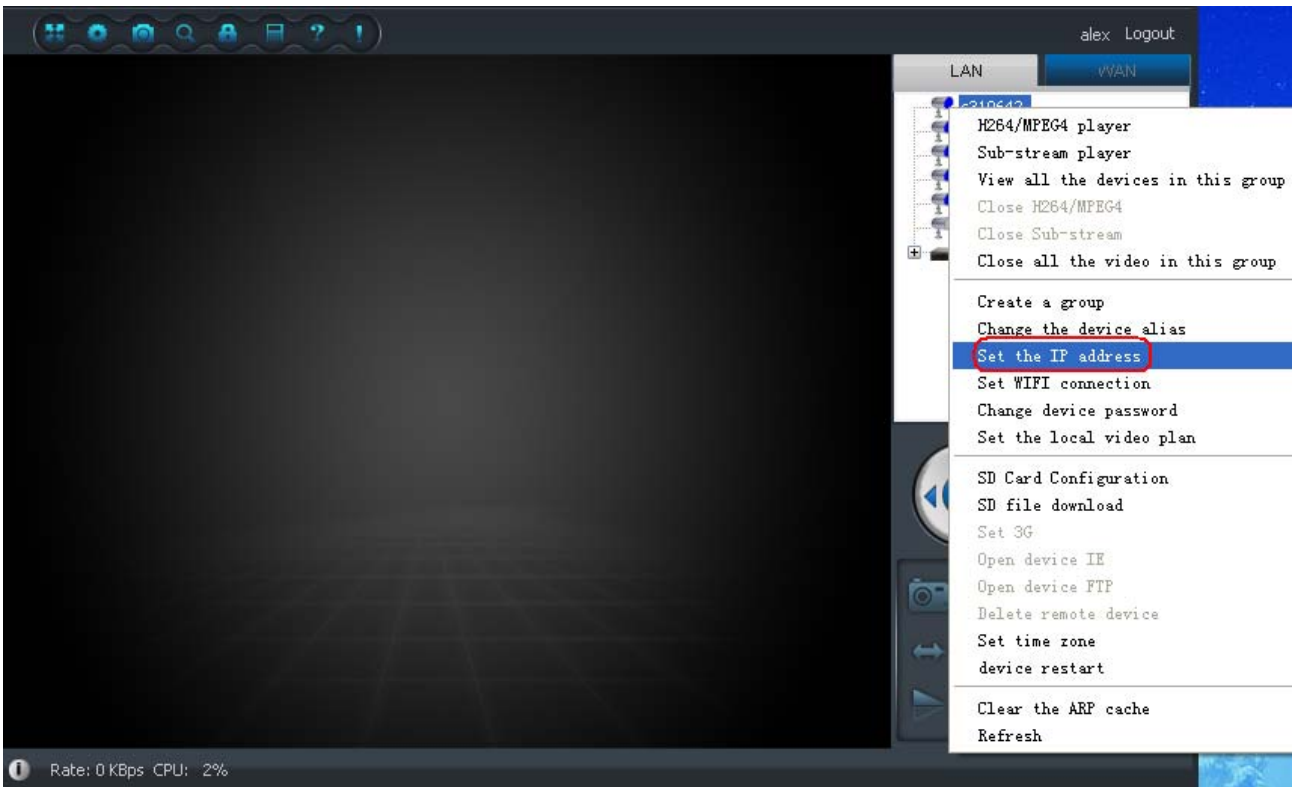 alex Logout
LAN WAN
c310642
H264/MPEG4 player
Sub-stream player
View all the devices in this group
Close H264/MPEG4
Close Sub-stream
Close all the video in this group
Create a group
Change the device alias
Set the IP address
Set WIFI connection
Change device password
Set the local video plan
SD Card Configuration
SD file download
Set 3G
Open device IE
Open device FTP
Delete remote device
Set time zone
device restart
Clear the ARP cache
Refresh
Rate: 0 KBps CPU: 2%